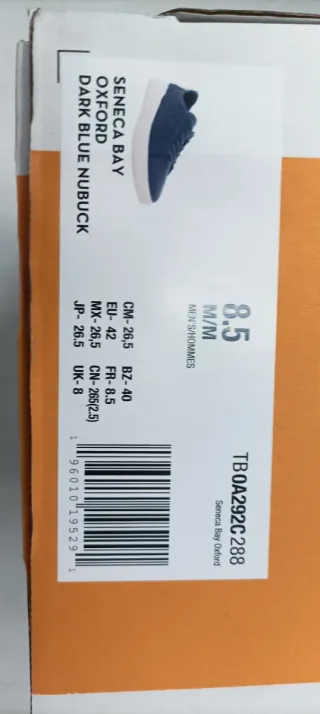 SENECA BAY
OXFORD
DARK BLUE NUBUCK
8.5
M/M
MEN'S/HOMMES
TB0A292C288
Seneca Bay Oxford
CM- 26,5 BZ- 40
EU- 42 FR- 8.5
MX- 26,5 CN- 265(2.5)
JP- 26.5 UK- 8
1 96010 19529 1